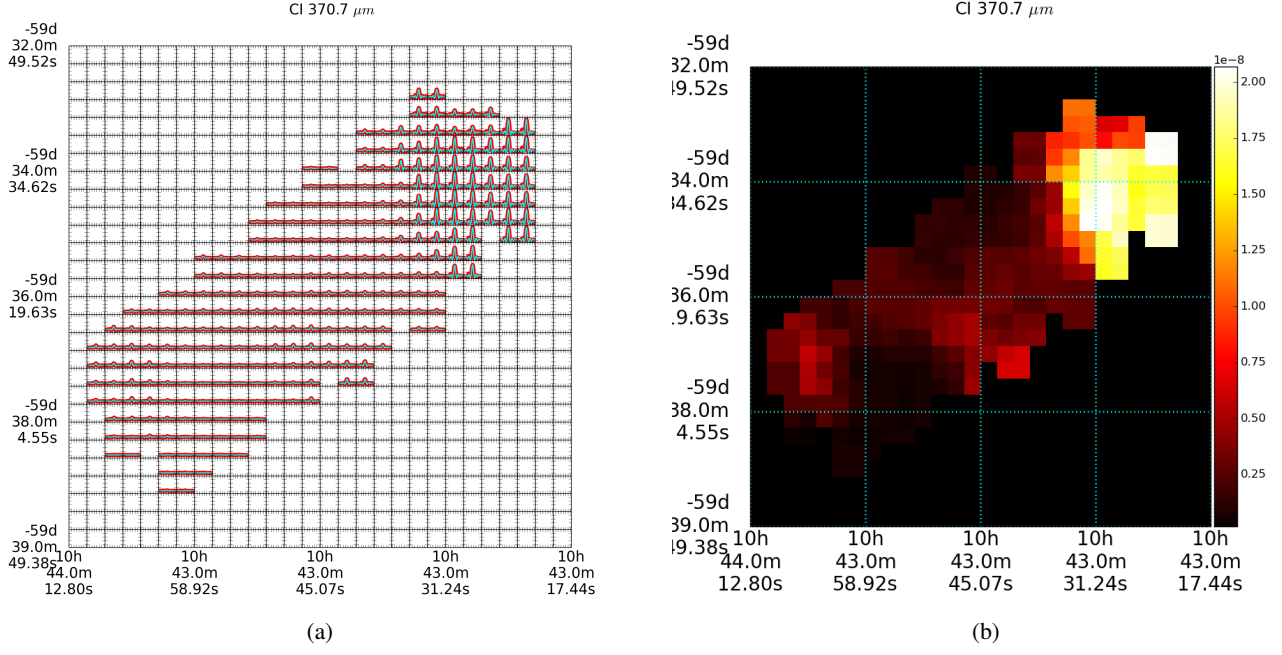 CI 370.7 μm
-59d
32.0m
49.52s
-59d
34.0m
34.62s
-59d
36.0m
19.63s
-59d
38.0m
4.55s
-59d
39.0m
49.38s
10h
44.0m
12.80s
10h
43.0m
58.92s
10h
43.0m
45.07s
10h
43.0m
31.24s
10h
43.0m
17.44s
(a)
CI 370.7 μm
-59d
32.0m
49.52s
-59d
34.0m
34.62s
-59d
36.0m
19.63s
-59d
38.0m
4.55s
-59d
39.0m
49.38s
10h
44.0m
12.80s
10h
43.0m
58.92s
10h
43.0m
45.07s
10h
43.0m
31.24s
10h
43.0m
17.44s
1e−8
2.00
1.75
1.50
1.25
1.00
0.75
0.50
0.25
(b)